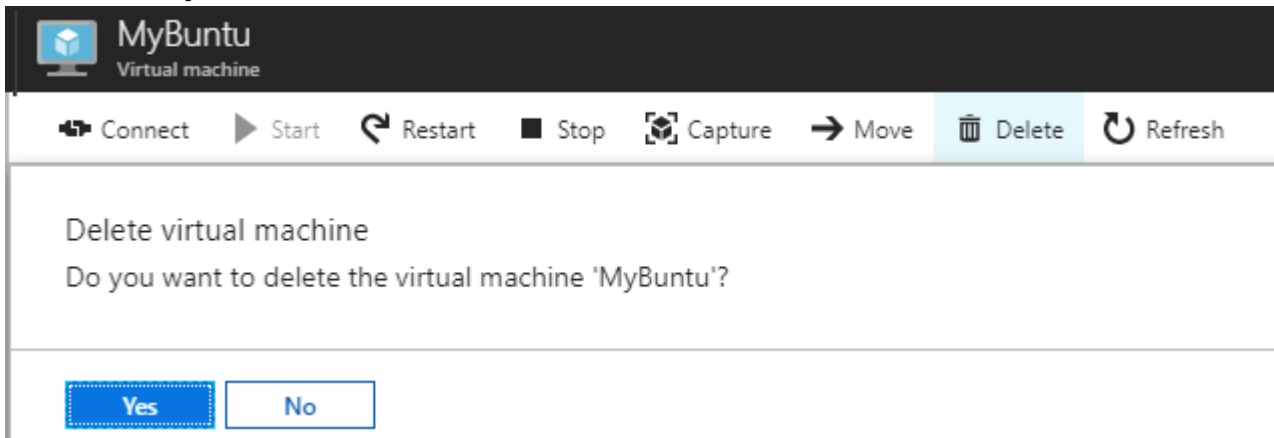 MyBuntu
Virtual machine
Connect Start Restart Stop Capture Move Delete Refresh
Delete virtual machine
Do you want to delete the virtual machine 'MyBuntu'?
Yes No